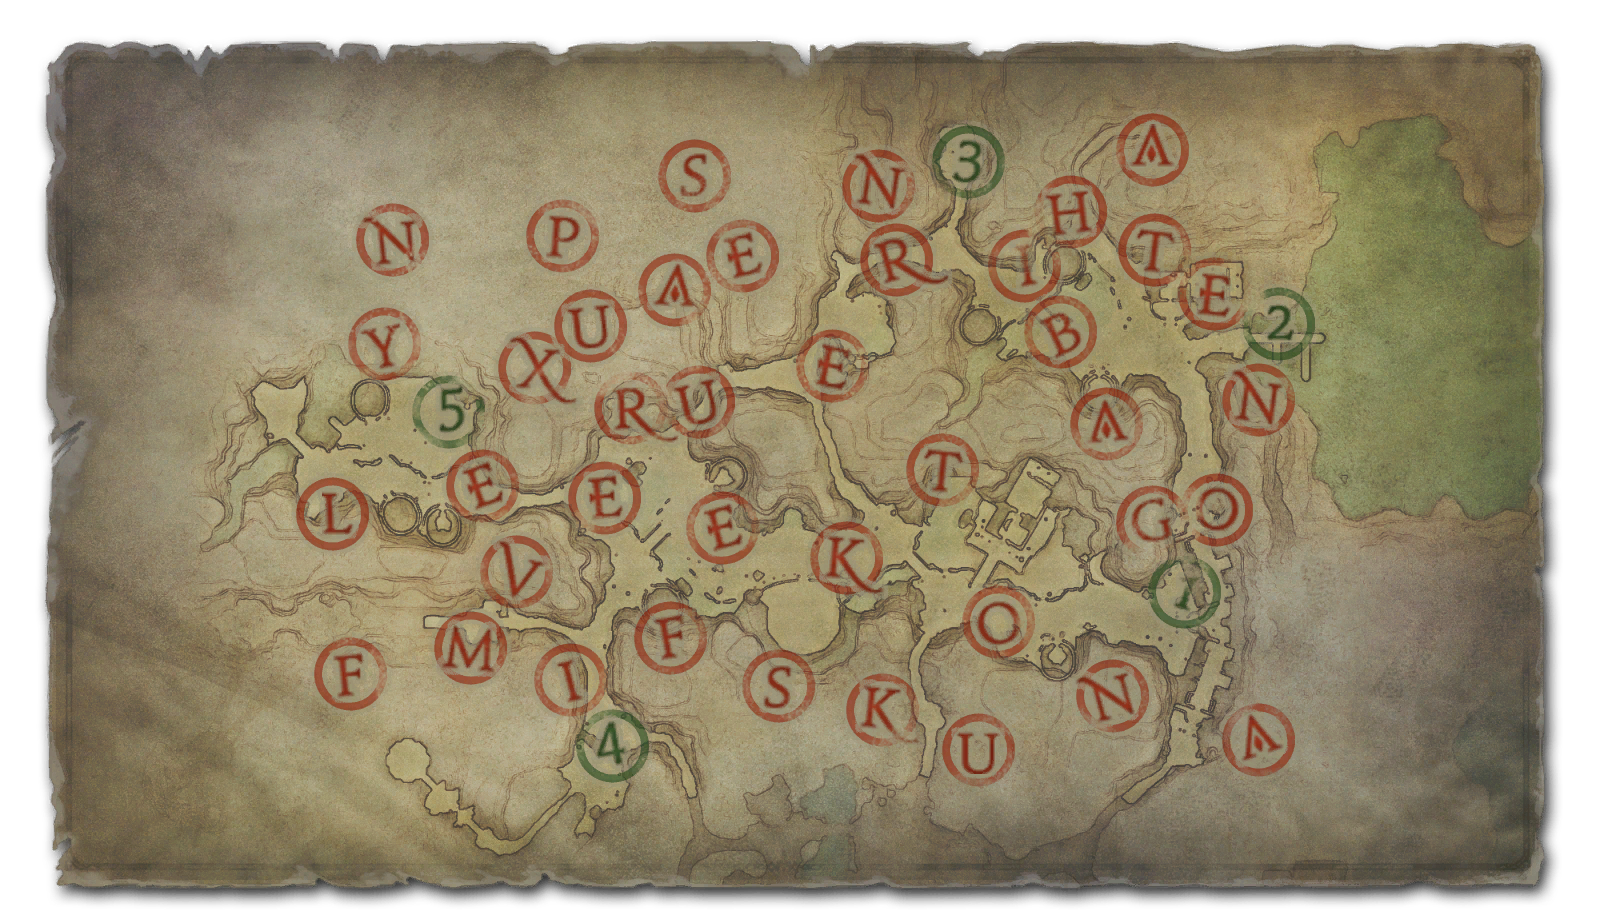 A
S
N 3
H
N P T
E R I
A E
U 2
B
Y X E
N
R U
5 A
T
E E
L O
E G
K
V 1
O
F
M
F I S N
K
4 U A